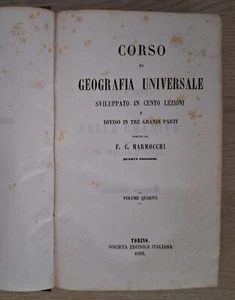 CORSO
DI
GEOGRAFIA UNIVERSALE
SVILUPPATO IN CENTO LEZIONI
E
DIVISO IN TRE GRANDI PARTI
F. C. MARMOCCHI
EDIZIONE
VOLUME QUARTO
TORINO,
SOCIETÀ EDITRICE ITALIANA